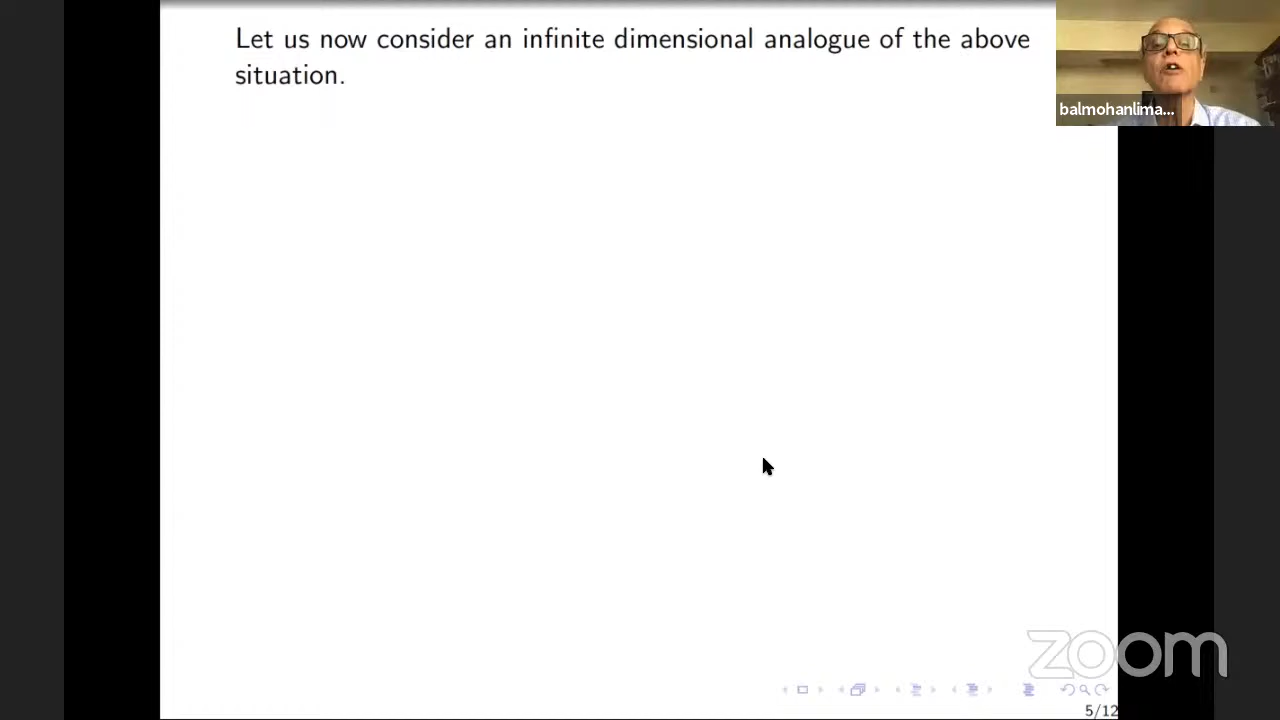 Let us now consider an infinite dimensional analogue of the above
situation.
balmohanlima...
zoom
5/12